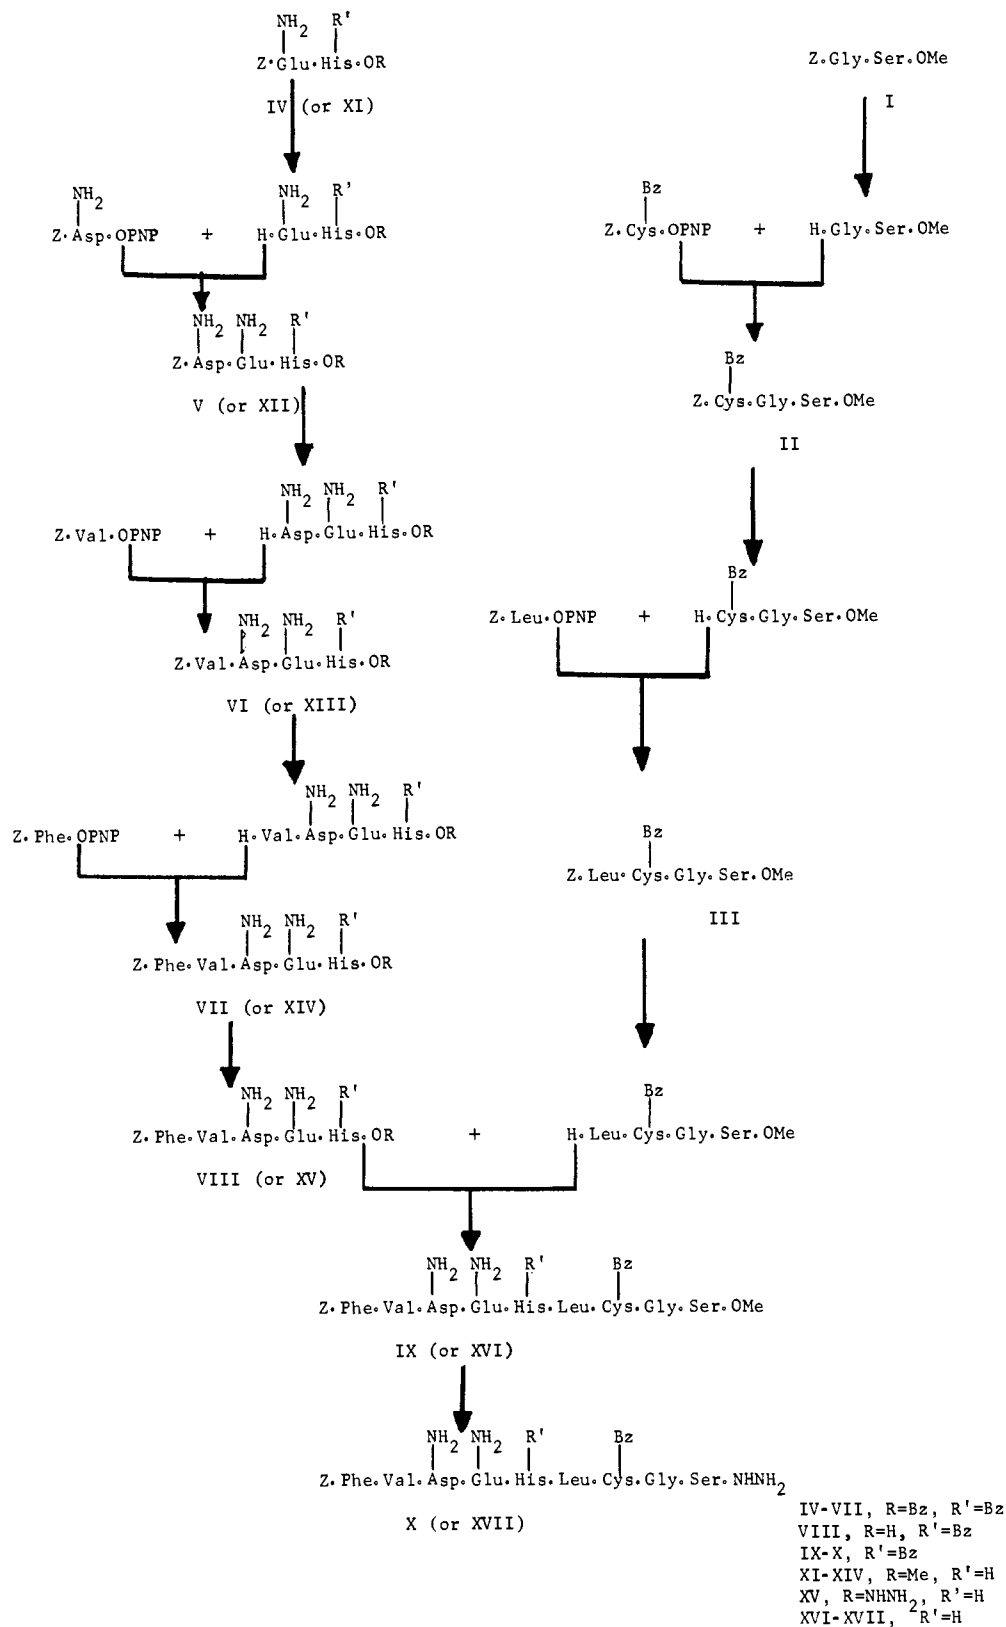 NH2 R'
Z·Glu·His·OR
IV (or XI)
Z·Gly·Ser·OMe
I
NH2
Z·Asp·OPNP + H·Glu·His·OR
NH2 R'
Bz
Z·Cys·OPNP + H·Gly·Ser·OMe
NH2 NH2 R'
Z·Asp·Glu·His·OR
V (or XII)
Bz
Z·Cys·Gly·Ser·OMe
II
NH2 NH2 R'
Z·Val·OPNP + H·Asp·Glu·His·OR
Bz
Z·Leu·OPNP + H·Cys·Gly·Ser·OMe
NH2 NH2 R'
Z·Val·Asp·Glu·His·OR
VI (or XIII)
NH2 NH2 R'
Z·Phe·OPNP + H·Val·Asp·Glu·His·OR
Bz
Z·Leu·Cys·Gly·Ser·OMe
III
NH2 NH2 R'
Z·Phe·Val·Asp·Glu·His·OR
VII (or XIV)
NH2 NH2 R' Bz
Z·Phe·Val·Asp·Glu·His·OR + H·Leu·Cys·Gly·Ser·OMe
VIII (or XV)
NH2 NH2 R' Bz
Z·Phe·Val·Asp·Glu·His·Leu·Cys·Gly·Ser·OMe
IX (or XVI)
NH2 NH2 R' Bz
Z·Phe·Val·Asp·Glu·His·Leu·Cys·Gly·Ser·NHNH2
X (or XVII)
IV-VII, R=Bz, R'=Bz
VIII, R=H, R'=Bz
IX-X, R'=Bz
XI-XIV, R=Me, R'=H
XV, R=NHNH2, R'=H
XVI-XVII, R'=H